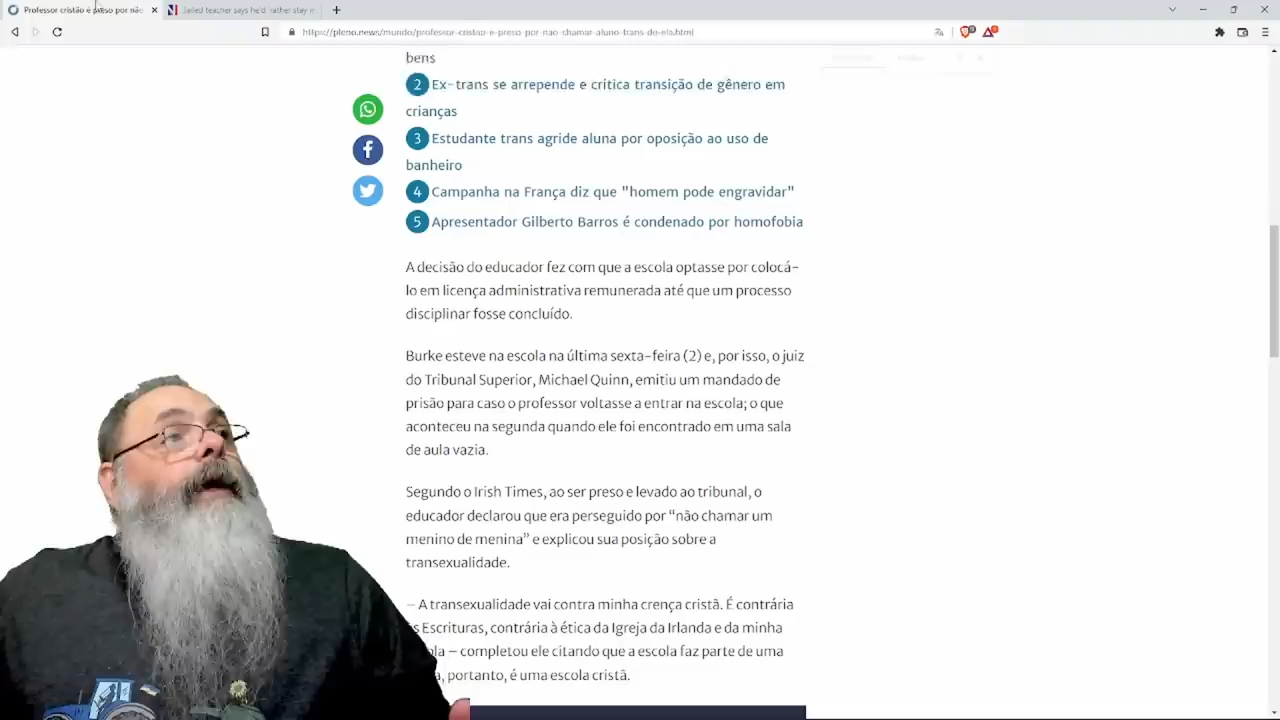 Professor cristão é preso por não
Jailed teacher says he'd rather stay in
https://pleno.news/mundo/professor-cristao-e-preso-por-nao-chamar-aluno-trans-de-ela.html
bens
2 Ex-trans se arrepende e critica transição de gênero em
crianças
3 Estudante trans agride aluna por oposição ao uso de
banheiro
4 Campanha na França diz que "homem pode engravidar"
5 Apresentador Gilberto Barros é condenado por homofobia
A decisão do educador fez com que a escola optasse por colocá-
lo em licença administrativa remunerada até que um processo
disciplinar fosse concluído.
Burke esteve na escola na última sexta-feira (2) e, por isso, o juiz
do Tribunal Superior, Michael Quinn, emitiu um mandado de
prisão para caso o professor voltasse a entrar na escola; o que
aconteceu na segunda quando ele foi encontrado em uma sala
de aula vazia.
Segundo o Irish Times, ao ser preso e levado ao tribunal, o
educador declarou que era perseguido por “não chamar um
menino de menina” e explicou sua posição sobre a
transexualidade.
– A transexualidade vai contra minha crença cristã. É contrária
Escrituras, contrária à ética da Igreja da Irlanda e da minha
– completou ele citando que a escola faz parte de uma
portanto, é uma escola cristã.